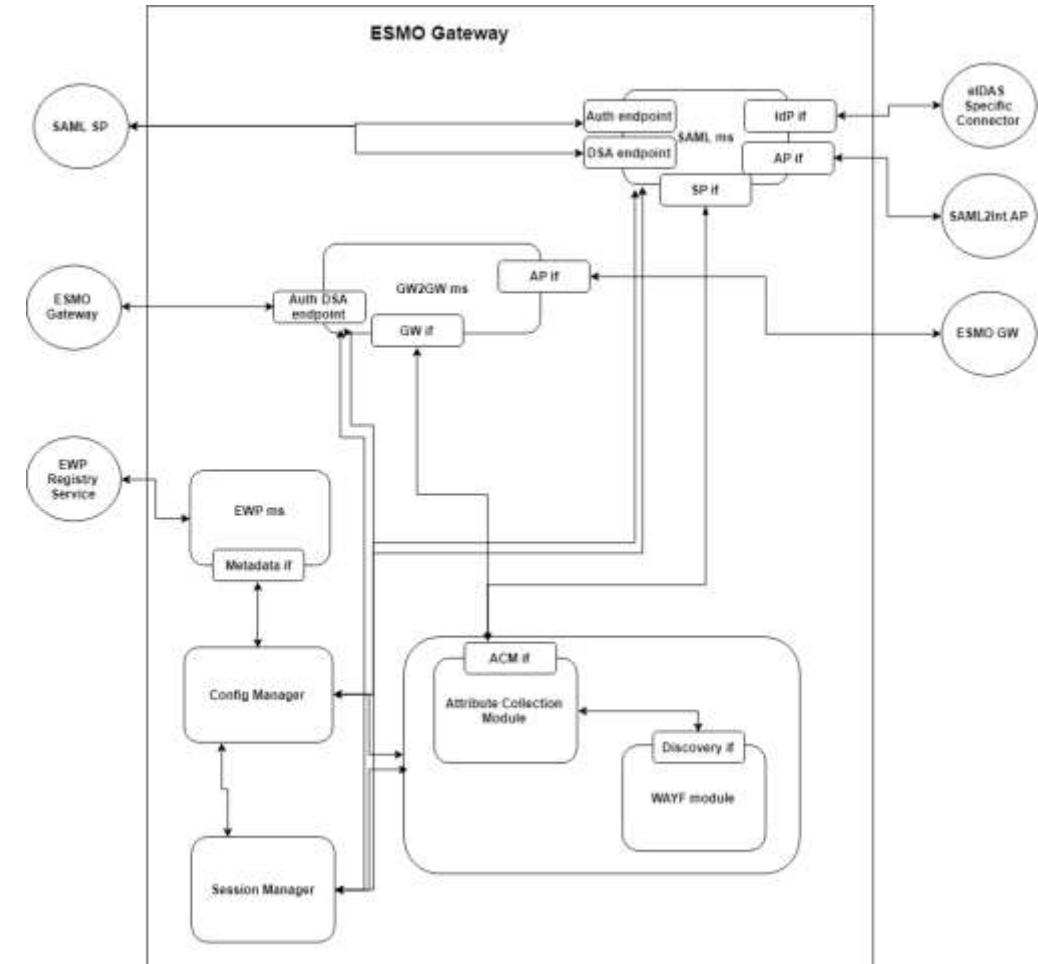 ESMO Gateway
SAML SP
Auth endpoint
DSA endpoint
SAML ms
IdP if
AP if
SP if
eIDAS
Specific
Connector
SAML2Int AP
ESMO
Gateway
Auth DSA
endpoint
GW2GW ms
AP if
GW if
ESMO GW
EWP
Registry
Service
EWP ms
Metadata if
Config Manager
ACM if
Attribute Collection
Module
Discovery if
WAYF module
Session Manager